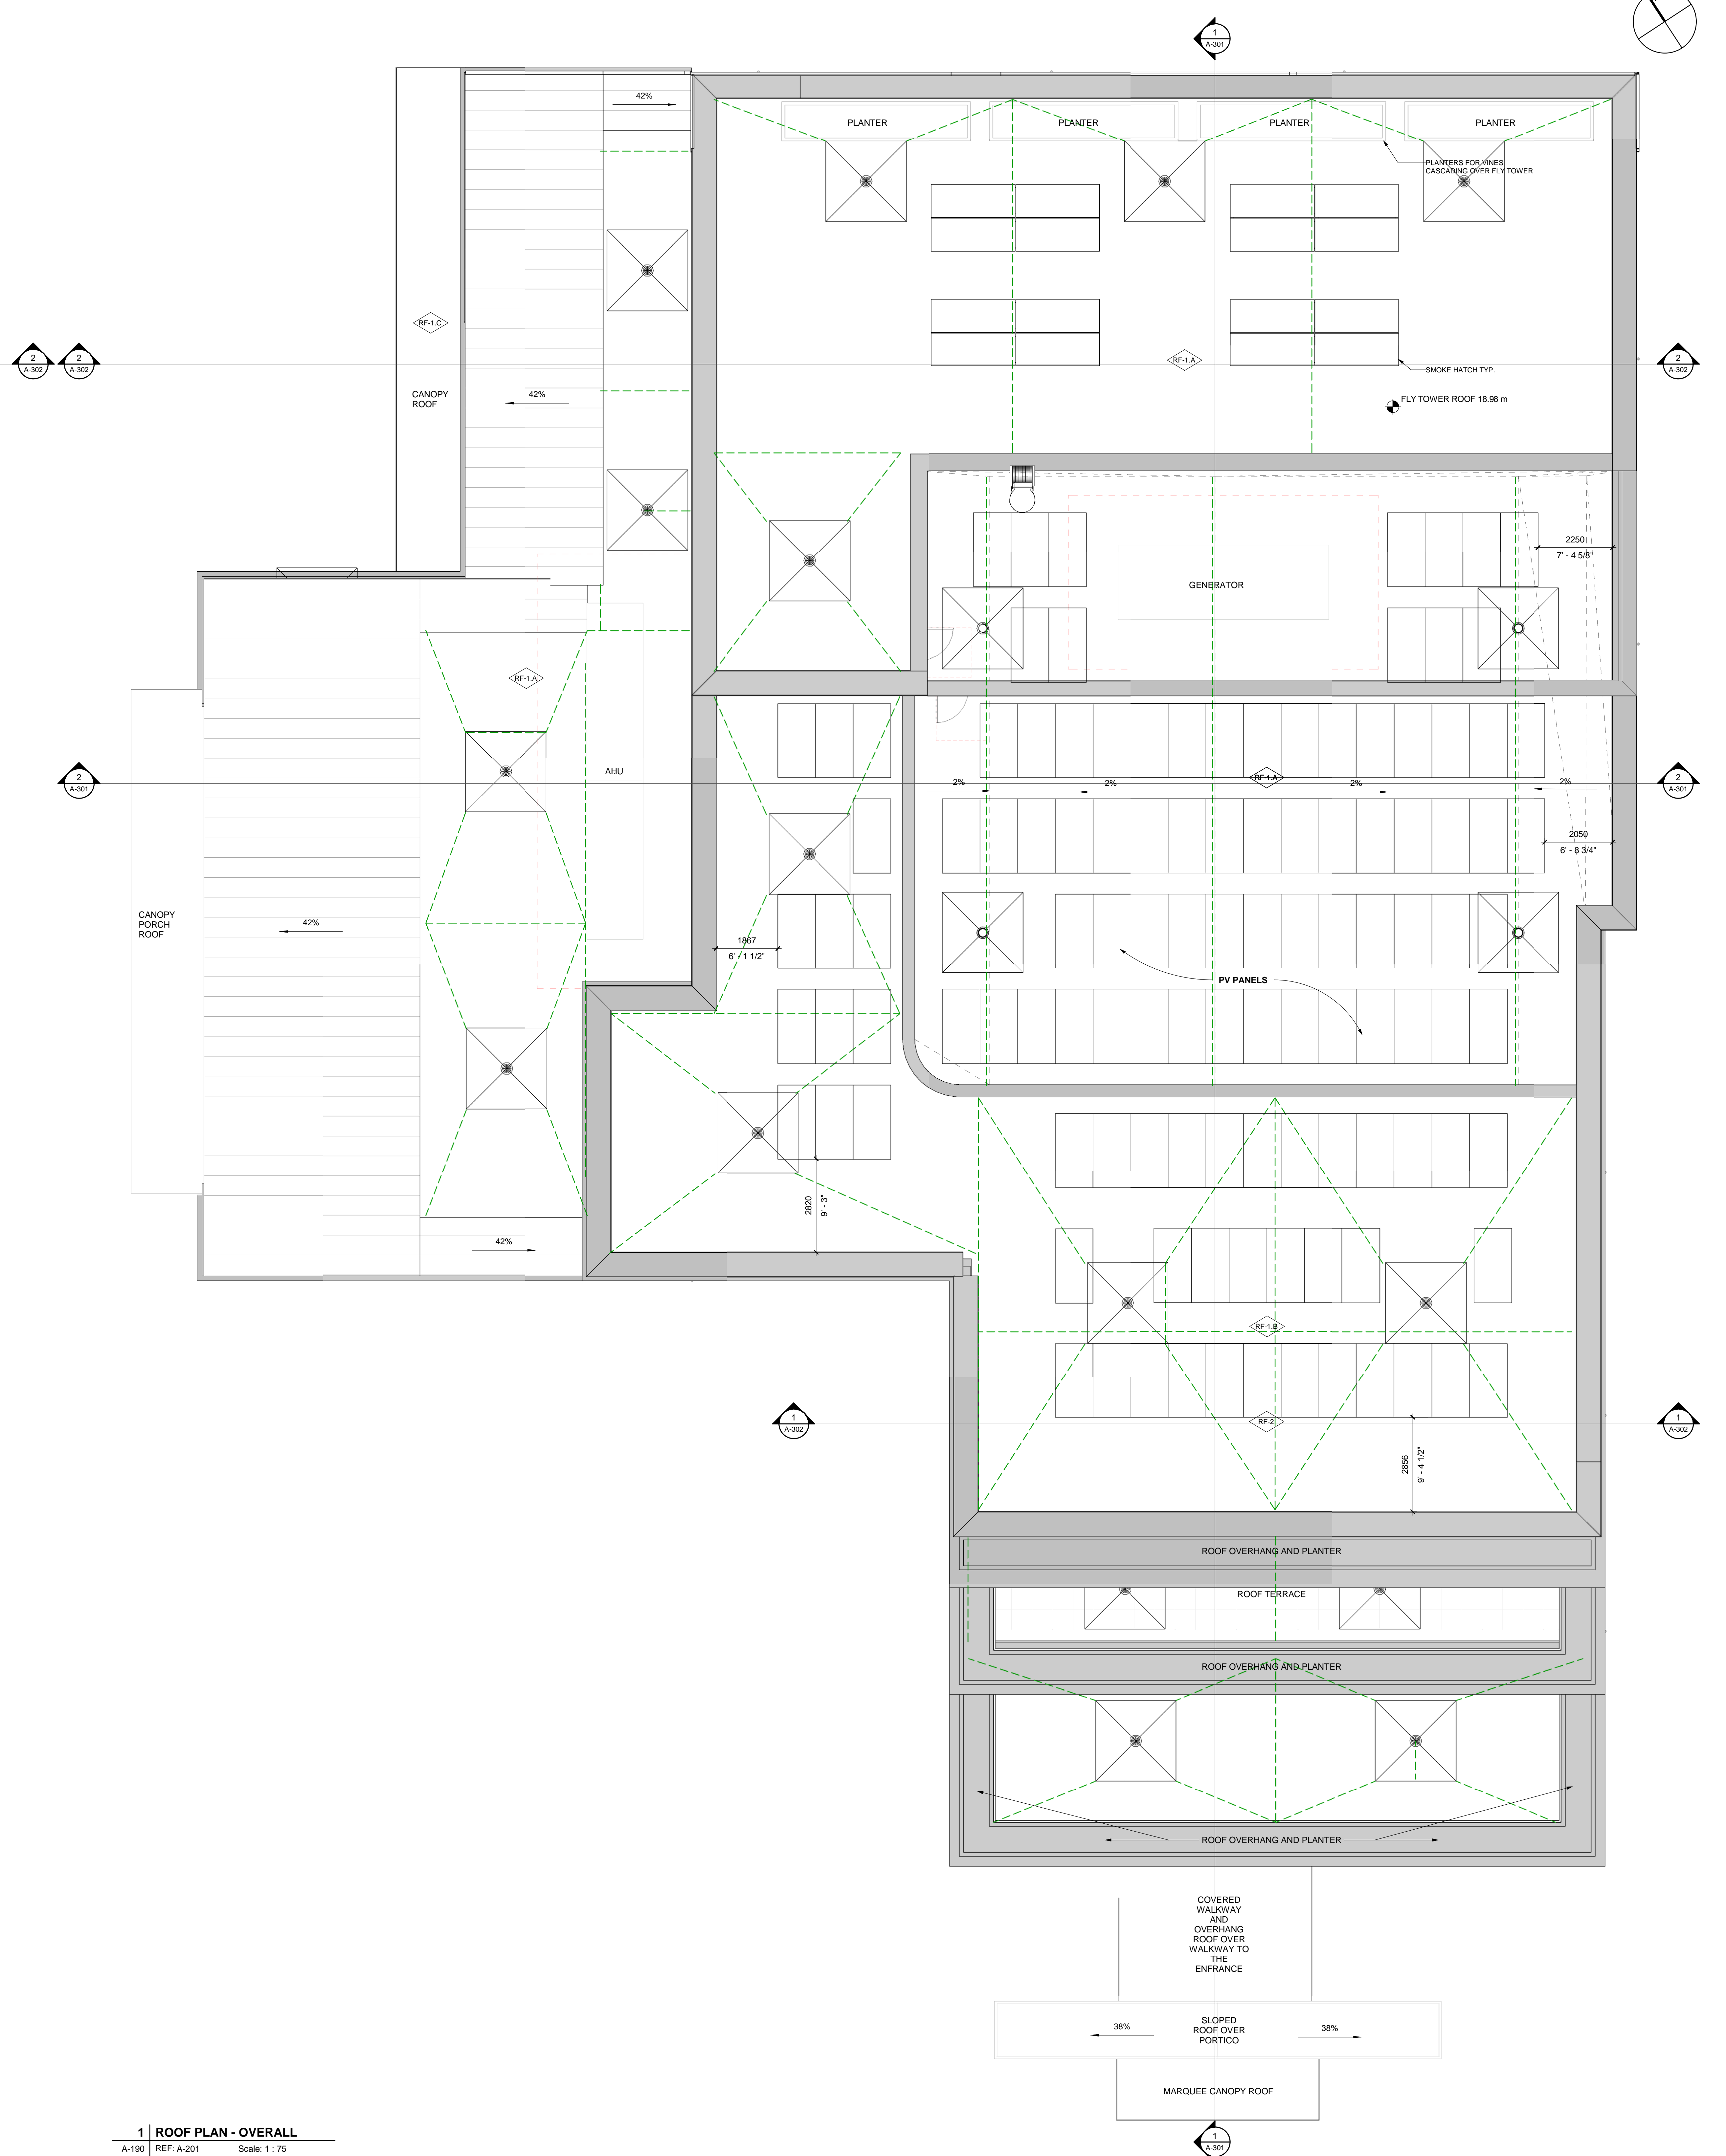 1
A-301
42%
PLANTER
PLANTER
PLANTER
PLANTER
PLANTERS FOR VINES
CASCADING OVER FLY TOWER
RF-1.C
2
A-302
2
A-302
RF-1.A
2
A-302
SMOKE HATCH TYP.
CANOPY
ROOF
42%
FLY TOWER ROOF 18.98 m
2250
7' - 4 5/8"
GENERATOR
RF-1.A
2
A-301
AHU
2%
2%
RF-1.A
2%
2%
2
A-301
2050
6' - 8 3/4"
CANOPY
PORCH
ROOF
42%
1867
6' - 1 1/2"
PV PANELS
2820
9' - 3"
42%
RF-1.B
1
A-302
RF-2
1
A-302
2856
9' - 4 1/2"
ROOF OVERHANG AND PLANTER
ROOF TERRACE
ROOF OVERHANG AND PLANTER
ROOF OVERHANG AND PLANTER
COVERED
WALKWAY
AND
OVERHANG
ROOF OVER
WALKWAY TO
THE
ENFRANCE
38%
SLOPED
ROOF OVER
PORTICO
38%
MARQUEE CANOPY ROOF
1
A-301
1 ROOF PLAN - OVERALL
A-190 REF: A-201 Scale: 1 : 75